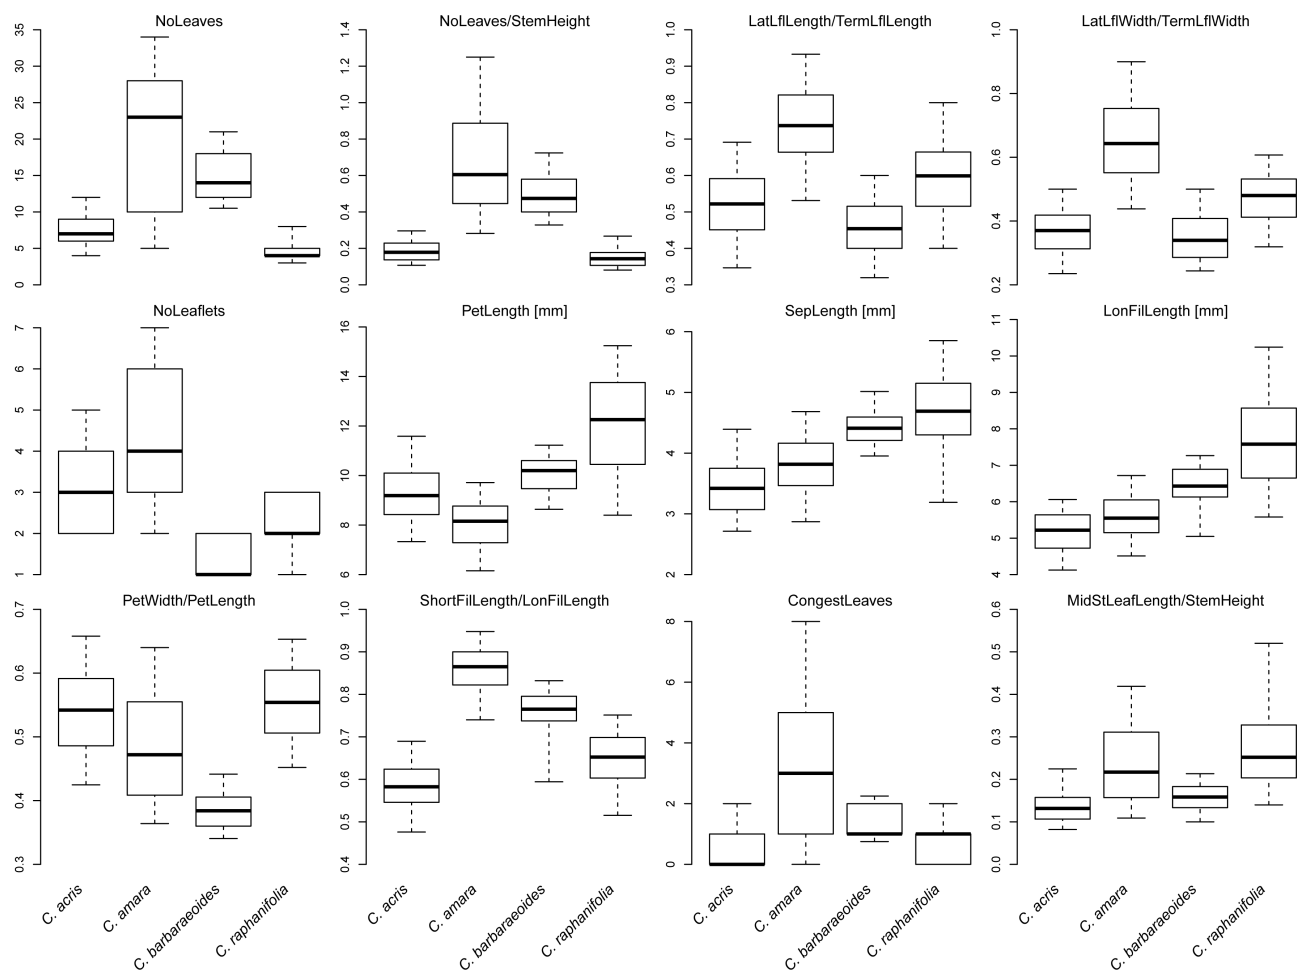 NoLeaves
0 5 10 15 20 25 30 35
NoLeaves/StemHeight
0.0 0.2 0.4 0.6 0.8 1.0 1.2 1.4
LatLflLength/TermLflLength
0.3 0.4 0.5 0.6 0.7 0.8 0.9 1.0
LatLflWidth/TermLflWidth
0.2 0.4 0.6 0.8 1.0
NoLeaflets
1 2 3 4 5 6 7
PetLength [mm]
6 8 10 12 14 16
SepLength [mm]
2 3 4 5 6
LonFilLength [mm]
4 5 6 7 8 9 10 11
PetWidth/PetLength
0.3 0.4 0.5 0.6 0.7
ShortFilLength/LonFilLength
0.4 0.5 0.6 0.7 0.8 0.9 1.0
CongestLeaves
0 2 4 6 8
MidStLeafLength/StemHeight
0.0 0.1 0.2 0.3 0.4 0.5 0.6
C. acris
C. amara
C. barbaraeoides
C. raphanifolia
C. acris
C. amara
C. barbaraeoides
C. raphanifolia
C. acris
C. amara
C. barbaraeoides
C. raphanifolia
C. acris
C. amara
C. barbaraeoides
C. raphanifolia